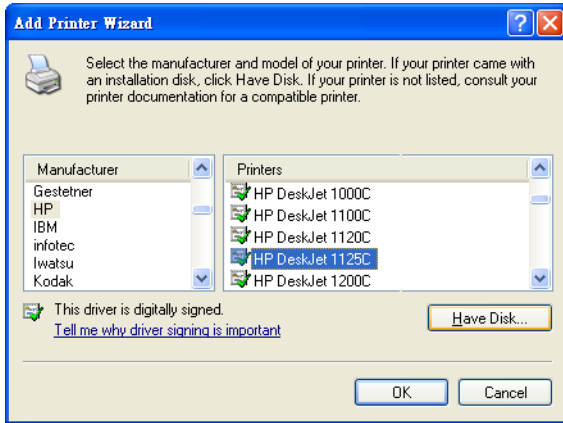 Add Printer Wizard
Select the manufacturer and model of your printer. If your printer came with
an installation disk, click Have Disk. If your printer is not listed, consult your
printer documentation for a compatible printer.
Manufacturer
Gestetner
HP
IBM
infotec
Iwatsu
Kodak
Printers
HP DeskJet 1000C
HP DeskJet 1100C
HP DeskJet 1120C
HP DeskJet 1125C
HP DeskJet 1200C
This driver is digitally signed.
Tell me why driver signing is important
Have Disk...
OK
Cancel